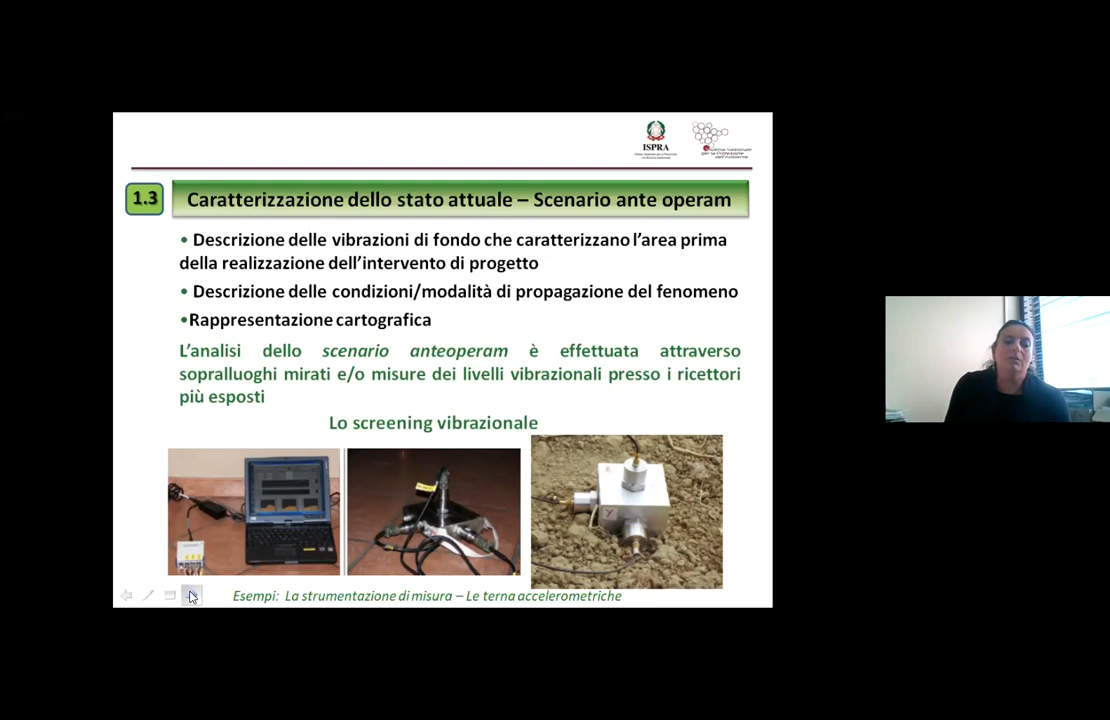 ISPRA
1.3
Caratterizzazione dello stato attuale – Scenario ante operam
• Descrizione delle vibrazioni di fondo che caratterizzano l'area prima
della realizzazione dell'intervento di progetto
• Descrizione delle condizioni/modalità di propagazione del fenomeno
•Rappresentazione cartografica
L'analisi dello scenario anteoperam è effettuata attraverso
sopralluoghi mirati e/o misure dei livelli vibrazionali presso i ricettori
più esposti
Lo screening vibrazionale
Y
Esempi: La strumentazione di misura – Le terna accelerometriche